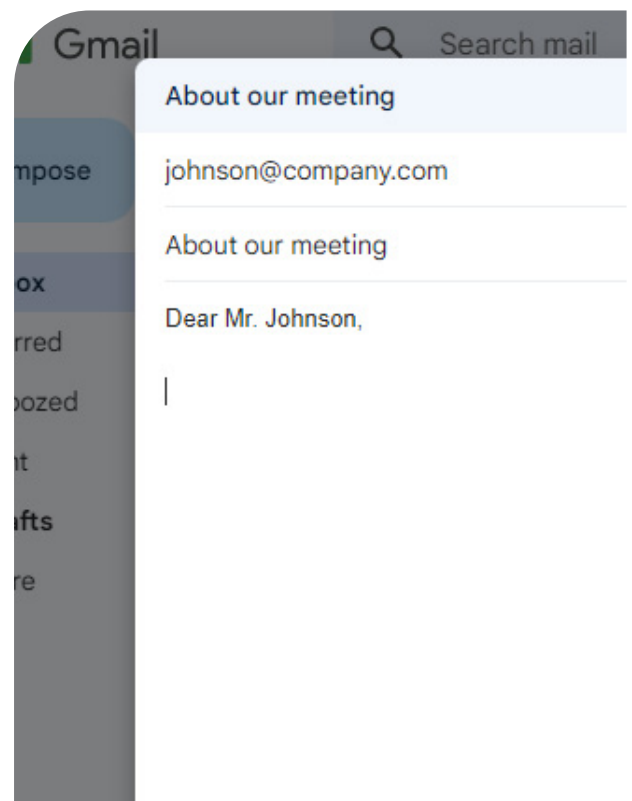 Gmail
Search mail
About our meeting
mpose
johnson@company.com
About our meeting
ox
Dear Mr. Johnson,
rred
oozed
nt
afts
re